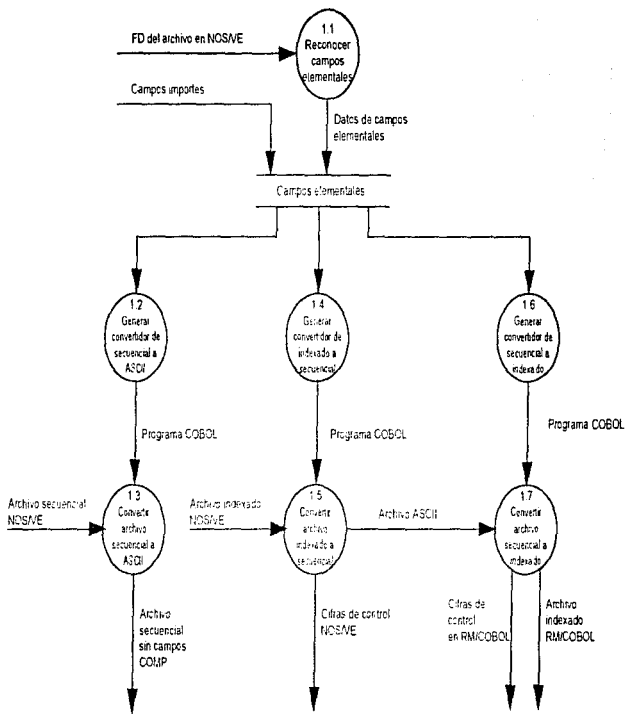 1.1
Reconocer
campos
elementales
FD del archivo en NOS/VE
Campos importes
Datos de campos
elementales
Campos elementales
1.2
Generar
convertidor de
secuencial a
ASCII
1.4
Generar
convertidor de
indexado a
secuencial
1.6
Generar
convertidor de
secuencial a
indexado
Programa COBOL
Programa COBOL
Programa COBOL
Archivo secuencial
NOS/VE
1.3
Convertir
archivo
secuencial a
ASCII
Archivo indexado
NOS/VE
1.5
Convertir
archivo
indexado a
secuencial
Archivo ASCII
1.7
Convertir
archivo
secuencial a
indexado
Archivo
secuencial
sin campos
COMP
Cifras de control
NOS/VE
Cifras de
control
en RM/COBOL
Archivo
indexado
RM/COBOL